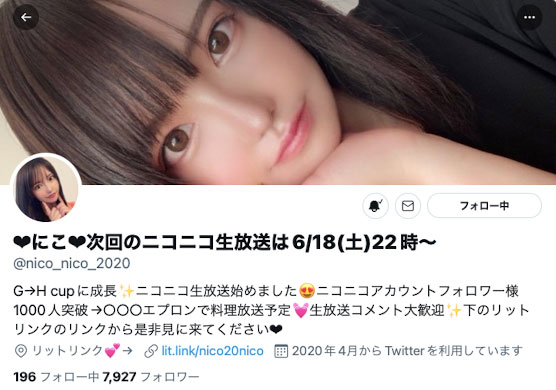 ❤にこ❤次回のニコニコ生放送は6/18(土)22時〜
フォロー中
@nico_nico_2020
G→H cupに成長✨ニコニコ生放送始めました😍ニコニコアカウントフォロワー様
1000人突破→〇〇〇エプロンで料理放送予定💓生放送コメント大歓迎✨下のリット
リンクのリンクから是非見に来てください❤
リットリンク💕→ lit.link/nico20nico 2020年4月からTwitterを利用しています
196 フォロー中 7,927 フォロワー